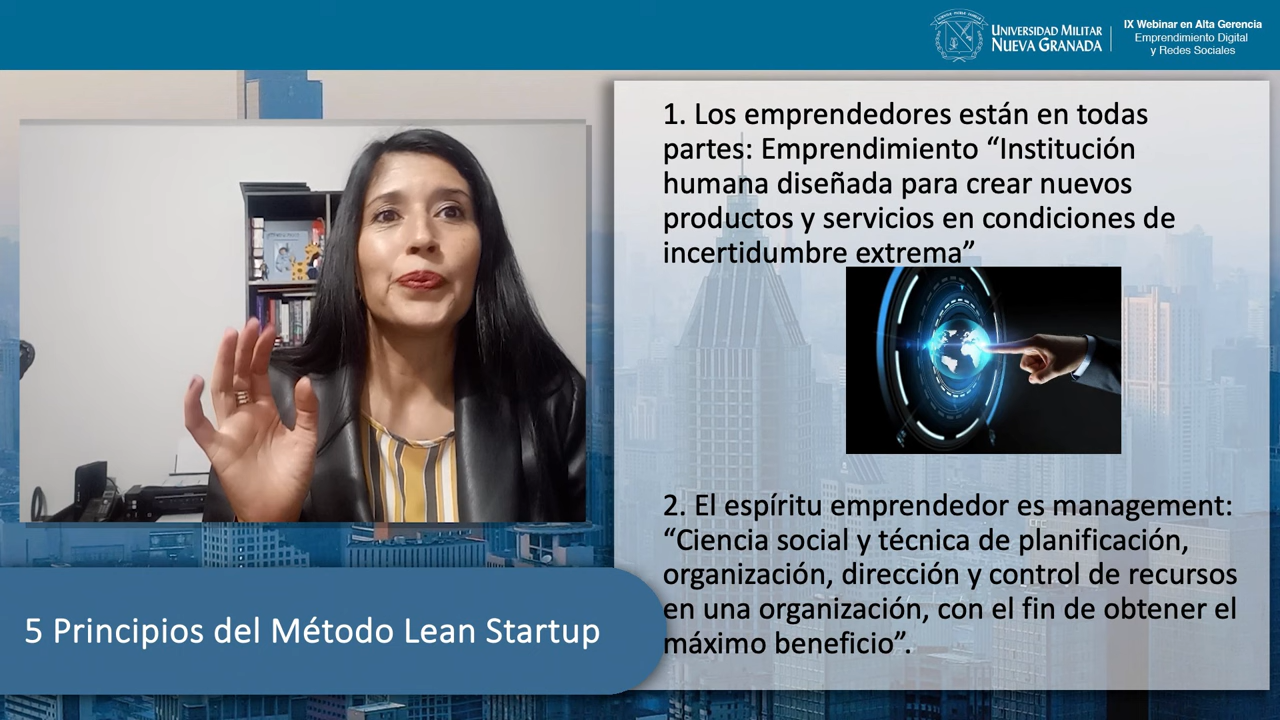 UNIVERSIDAD MILITAR
NUEVA GRANADA
IX Webinar en Alta Gerencia
Emprendimiento Digital
y Redes Sociales
1. Los emprendedores están en todas
partes: Emprendimiento “Institución
humana diseñada para crear nuevos
productos y servicios en condiciones de
incertidumbre extrema”
2. El espíritu emprendedor es management:
“Ciencia social y técnica de planificación,
organización, dirección y control de recursos
en una organización, con el fin de obtener el
máximo beneficio”.
5 Principios del Método Lean Startup